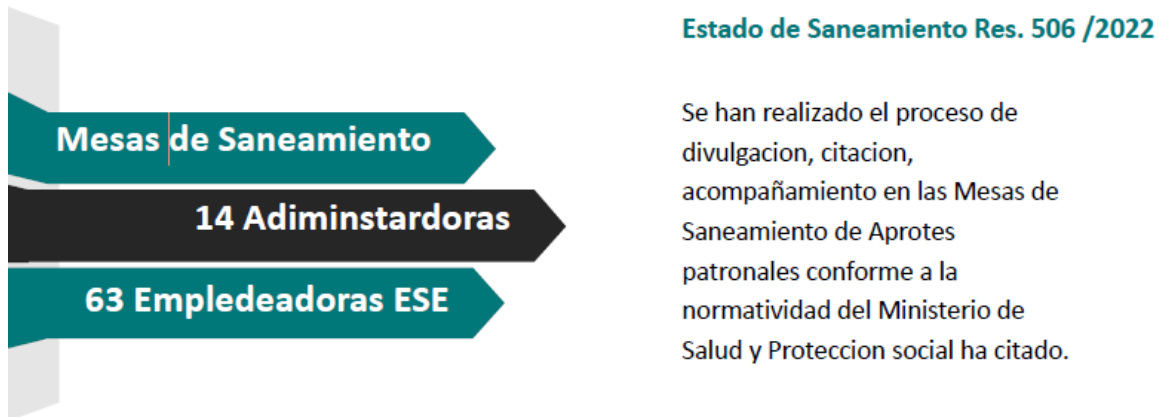 Mesas de Saneamiento
14 Adiminstardoras
63 Empledeadoras ESE
Estado de Saneamiento Res. 506 /2022
Se han realizado el proceso de
divulgacion, citacion,
acompañamiento en las Mesas de
Saneamiento de Aprotes
patronales conforme a la
normatividad del Ministerio de
Salud y Proteccion social ha citado.